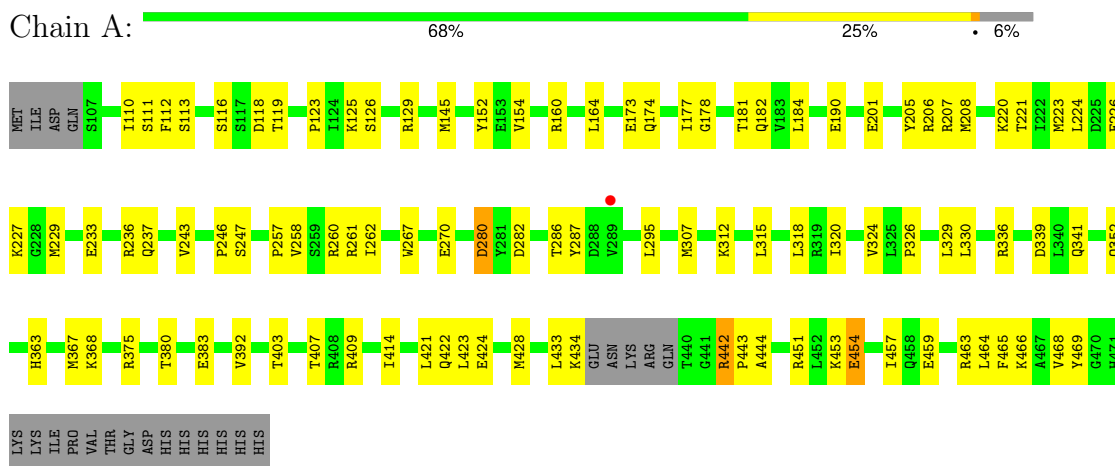 Chain A:
68% 25% • 6%
MET ILE ASP GLN S107 I110 S111 F112 S113 S116 S117 D118 T119 P123 I124 K125 S126 R129 M145 Y152 E153 V154 R160 L164 E173 Q174 I177 G178 T181 Q182 V183 L184 E190 E201 Y205 R206 R207 M208 K220 T221 I222 M223 L224 D225
K227 G228 M229 E233 R236 Q237 V243 P246 S247 P257 V258 S259 R260 R261 I262 W267 E270 D280 Y281 D282 T286 Y287 D288 V289 L295 M307 K312 L315 L318 R319 I320 V324 L325 P326 L329 L330 R336 D339 L340 Q341
H363 M367 K368 R375 T380 E383 V392 T403 T407 R408 R409 I414 L421 Q422 L423 E424 M428 L433 K434 GLU ASN LYS ARG GLN T440 G441 R442 P443 A444 R451 L452 K453 E454 I457 Q458 E459 R463 L464 F465 K466 A467 V468 Y469 G470
LYS LYS ILE PRO VAL THR GLY ASP HIS HIS HIS HIS HIS HIS